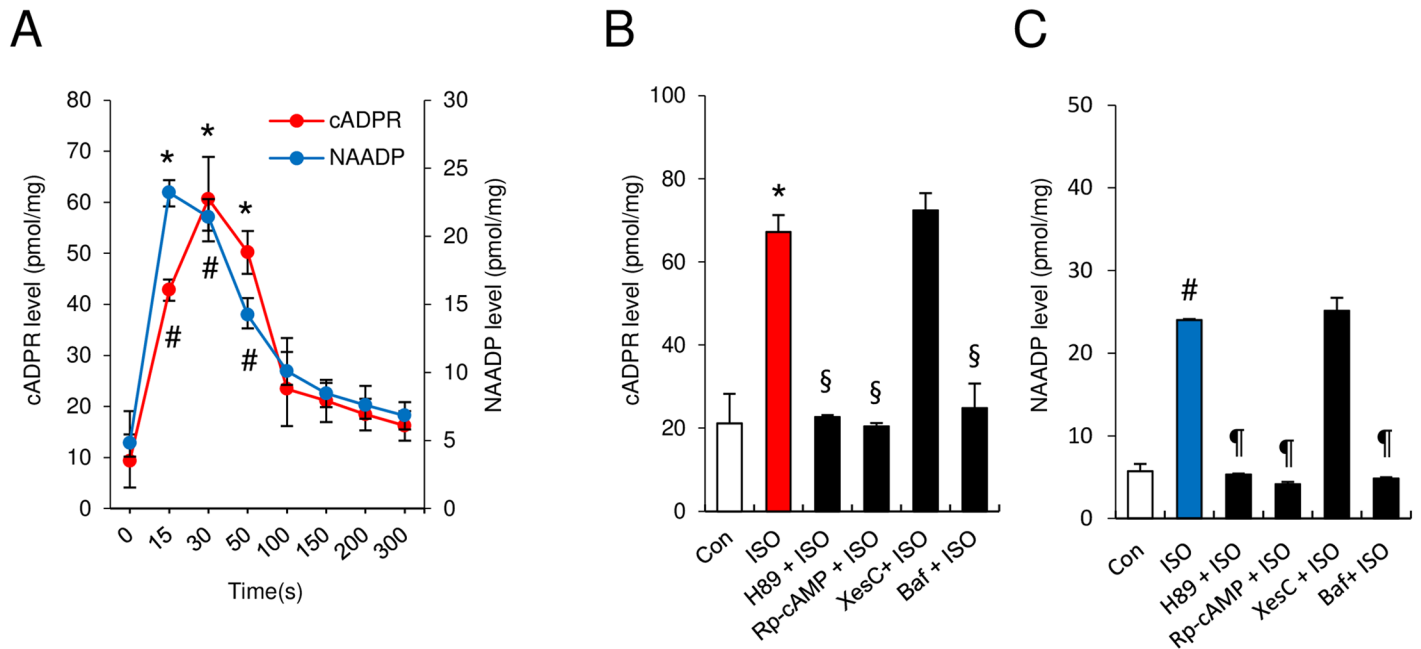 A
80
70
60
50
40
30
20
10
0
cADPR level (pmol/mg)
30
25
20
15
10
5
0
NAADP level (pmol/mg)
cADPR
NAADP
*
*
*
#
#
#
0
15
30
50
100
150
200
300
Time(s)
B
100
80
60
40
20
0
cADPR level (pmol/mg)
*
§
§
§
Con
ISO
H89 + ISO
Rp-cAMP + ISO
XesC+ ISO
Baf + ISO
C
50
40
30
20
10
0
NAADP level (pmol/mg)
#
¶
¶
¶
Con
ISO
H89 + ISO
Rp-cAMP + ISO
XesC + ISO
Baf+ ISO